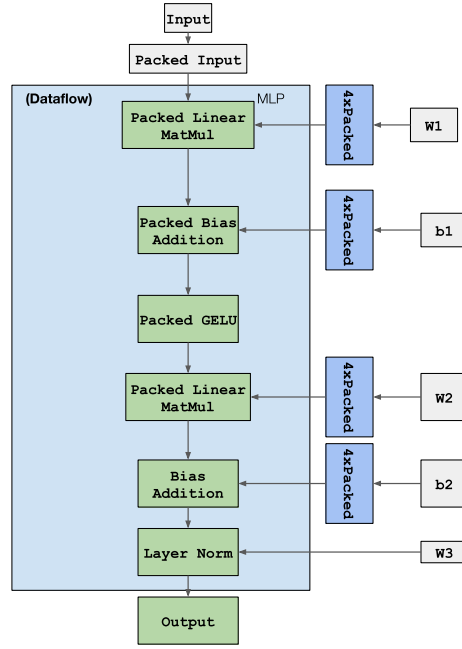 Input
Packed Input
(Dataflow)
MLP
Packed Linear
MatMul
4xPacked
W1
Packed Bias
Addition
4xPacked
b1
Packed GELU
Packed Linear
MatMul
4xPacked
W2
Bias
Addition
4xPacked
b2
Layer Norm
W3
Output